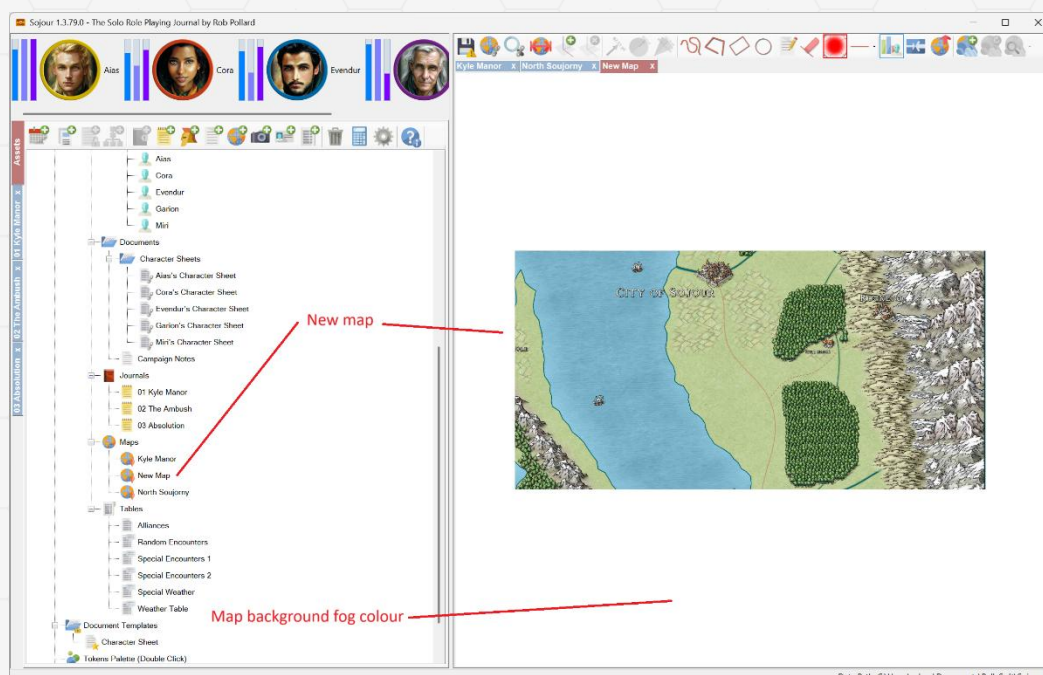 Sojour 1.3.79.0 - The Solo Role Playing Journal by Rob Pollard
Aias
Cora
Evendur
Kyle Manor x
North Soujorny x
New Map x
Assets
01 Kyle Manor x
02 The Ambush x
03 Absolution x
Aias
Cora
Evendur
Garion
Miri
Documents
Character Sheets
Aias's Character Sheet
Cora's Character Sheet
Evendur's Character Sheet
Garion's Character Sheet
Miri's Character Sheet
Campaign Notes
Journals
01 Kyle Manor
02 The Ambush
03 Absolution
Maps
Kyle Manor
New Map
North Soujorny
Tables
Alliances
Random Encounters
Special Encounters 1
Special Encounters 2
Special Weather
Weather Table
Document Templates
Character Sheet
Tokens Palette (Double Click)
New map
Map background fog colour
City of Sojour